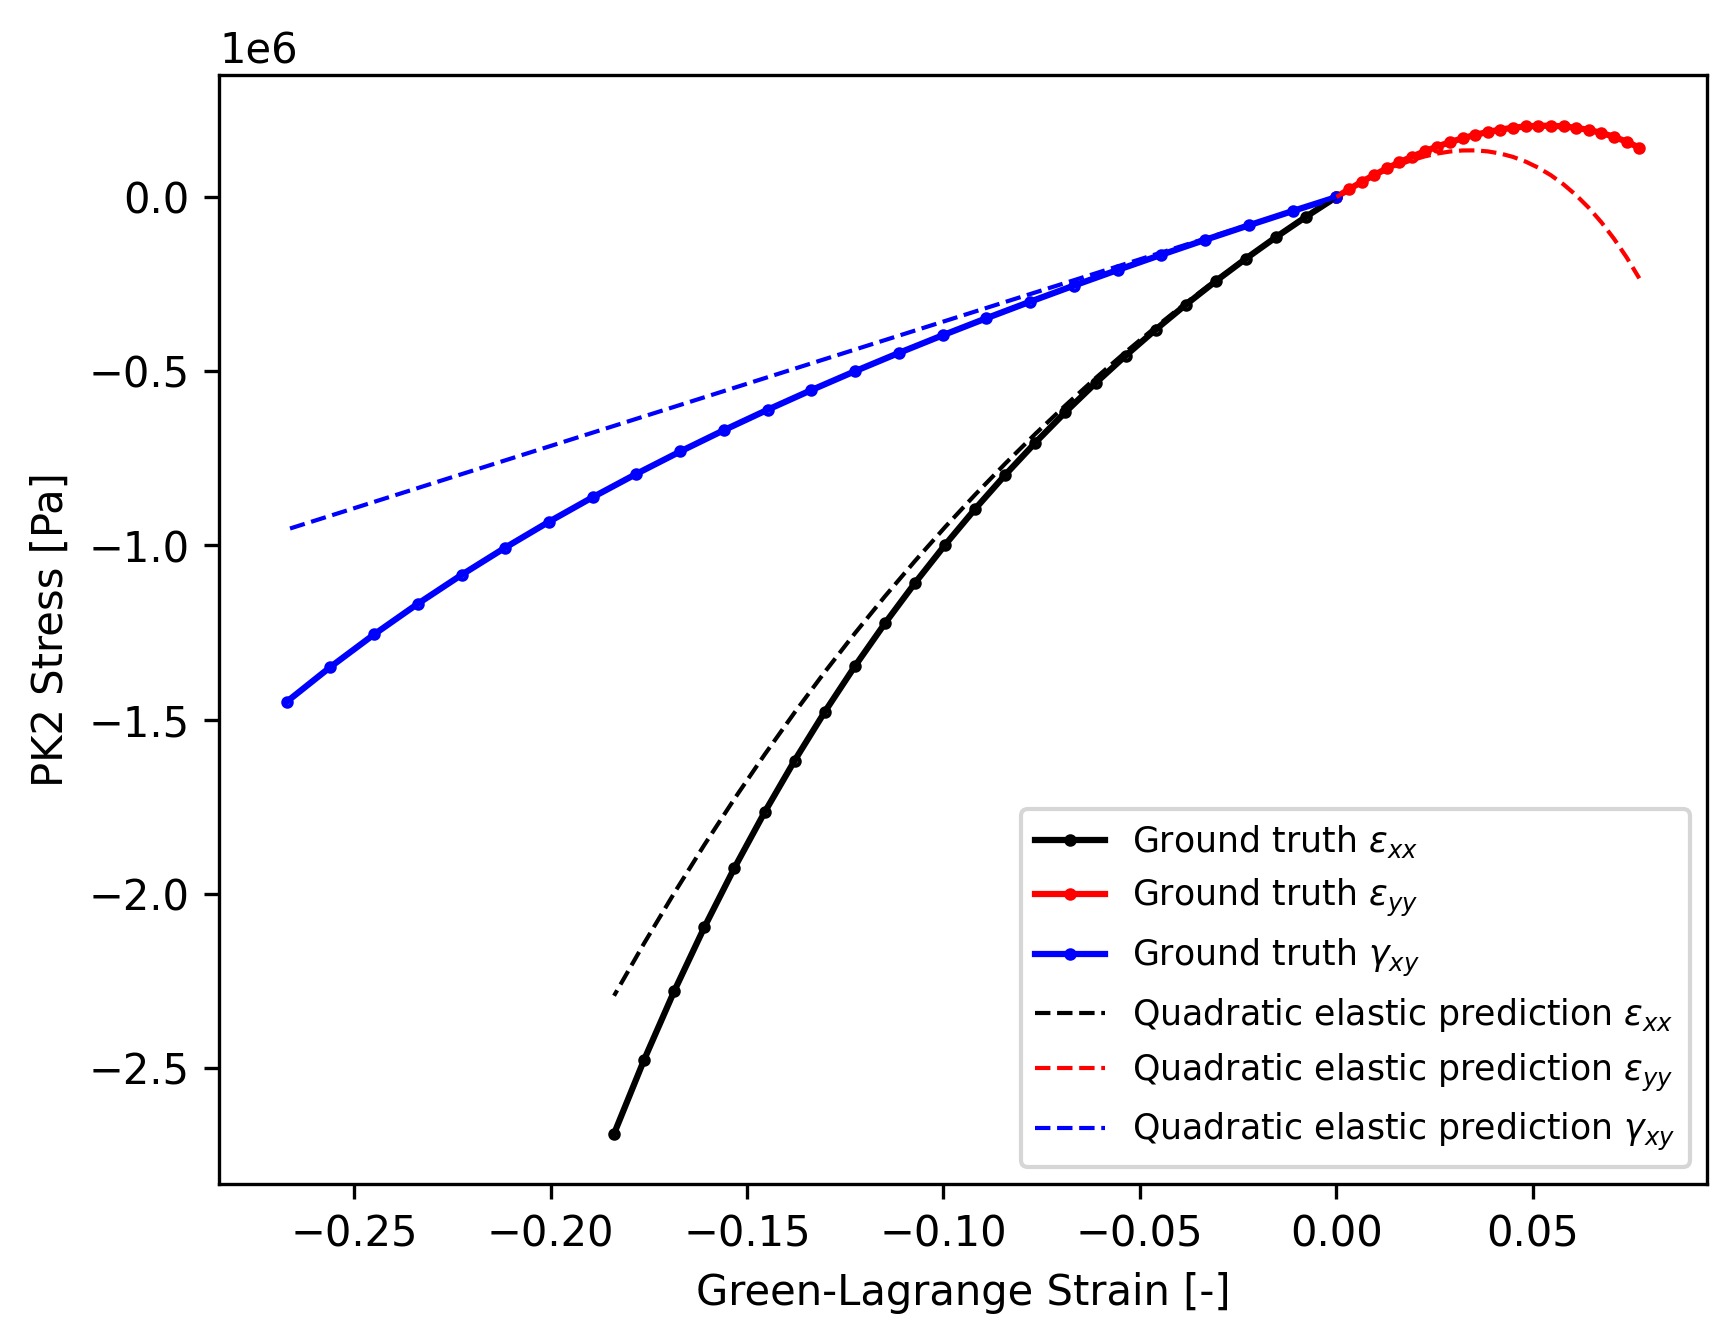 1e6
0.0
−0.5
−1.0
−1.5
−2.0
−2.5
PK2 Stress [Pa]
Ground truth εxx
Ground truth εyy
Ground truth γxy
Quadratic elastic prediction εxx
Quadratic elastic prediction εyy
Quadratic elastic prediction γxy
−0.25 −0.20 −0.15 −0.10 −0.05 0.00 0.05
Green-Lagrange Strain [-]